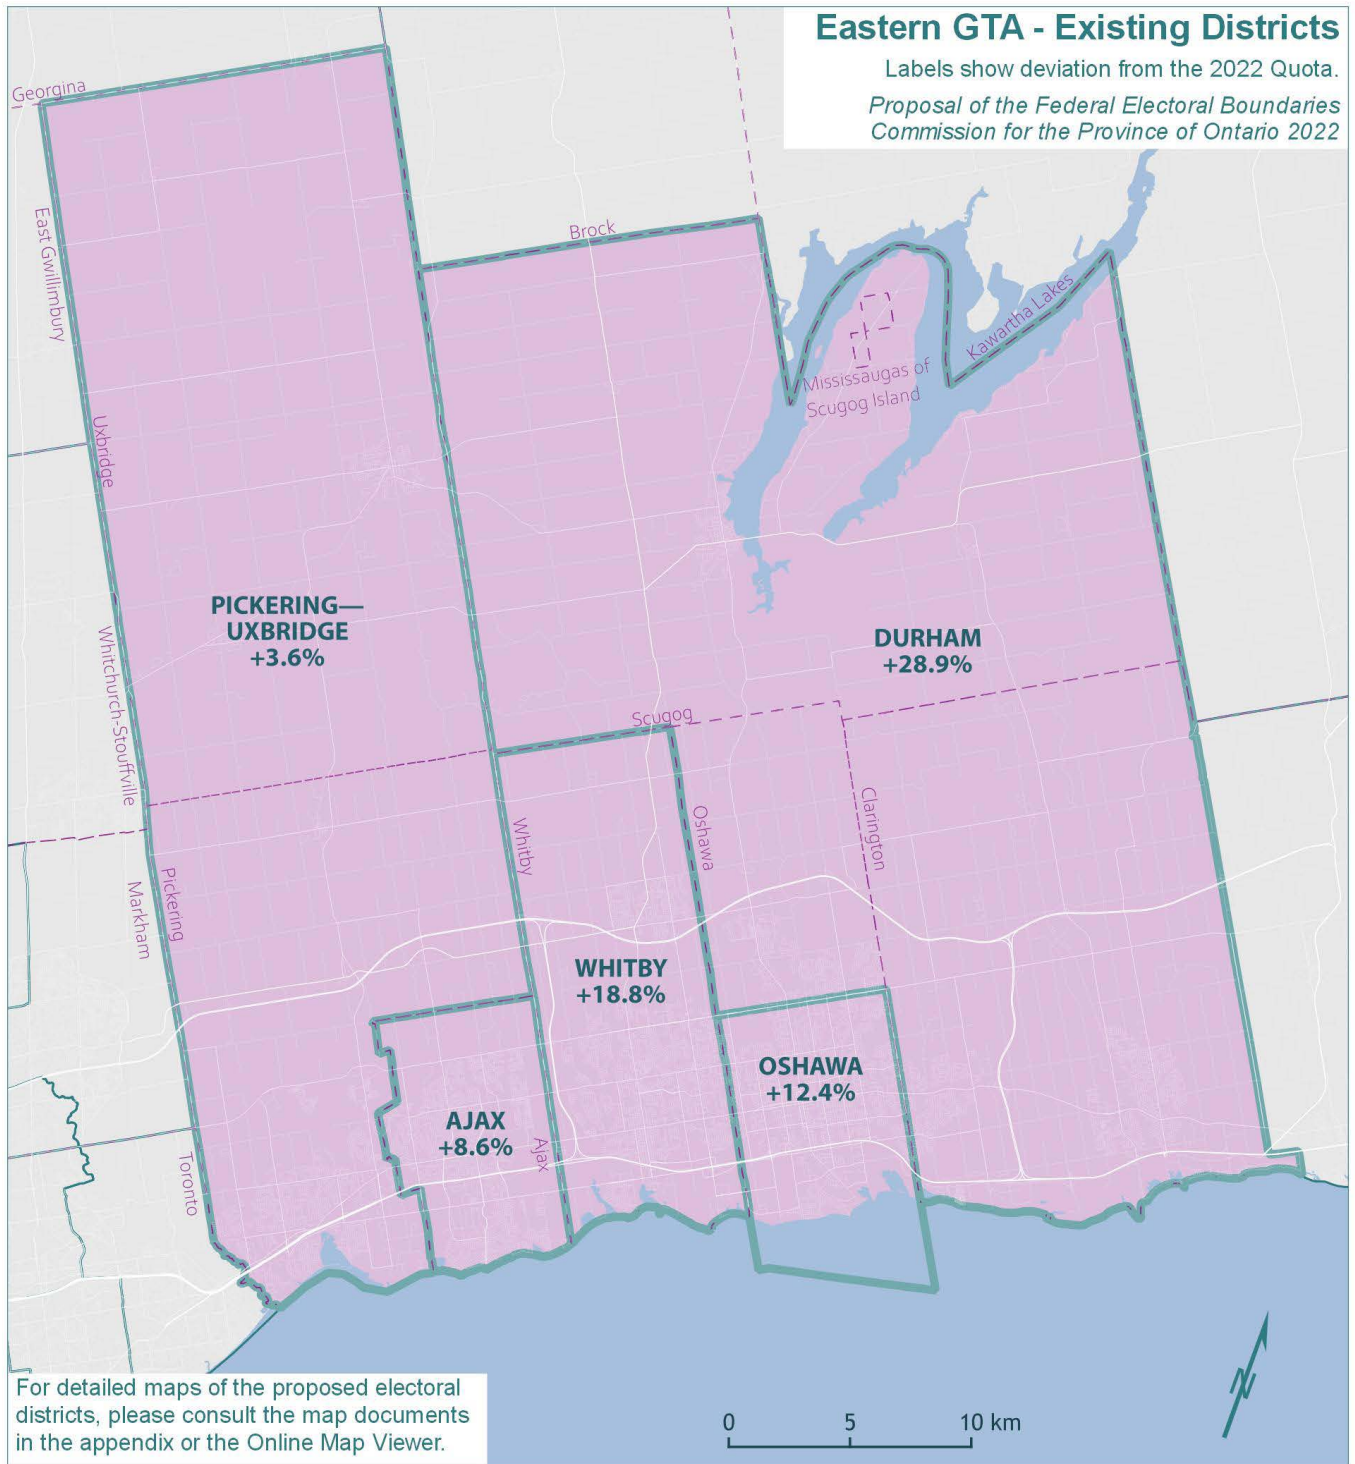 Eastern GTA - Existing Districts
Labels show deviation from the 2022 Quota.
Proposal of the Federal Electoral Boundaries
Commission for the Province of Ontario 2022
Georgina
East Gwillimbury
Brock
Kawartha Lakes
Mississaugas of
Scugog Island
Uxbridge
PICKERING—
UXBRIDGE
+3.6%
DURHAM
+28.9%
Whitchurch-Stouffville
Scugog
Whitby
Oshawa
Clarington
Pickering
Markham
WHITBY
+18.8%
OSHAWA
+12.4%
AJAX
+8.6%
Ajax
Toronto
For detailed maps of the proposed electoral
districts, please consult the map documents
in the appendix or the Online Map Viewer.
0 5 10 km
N